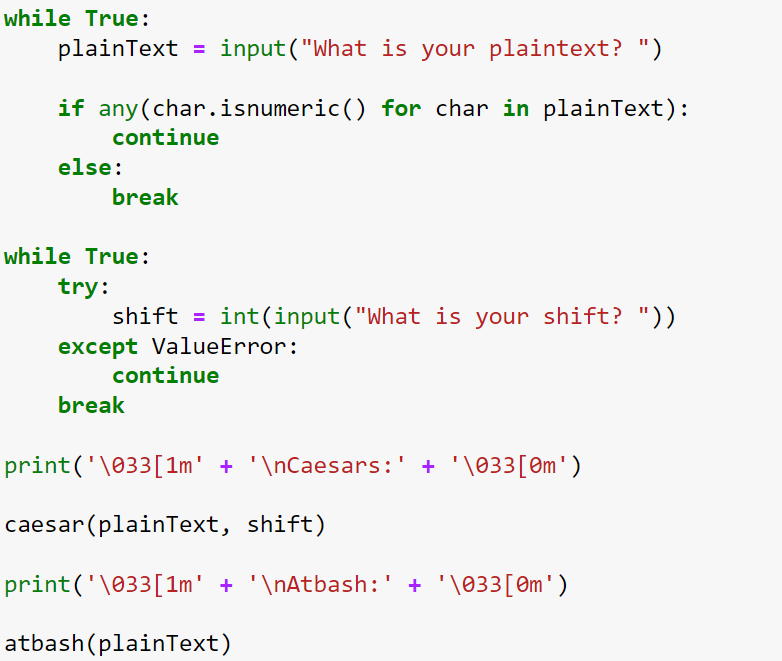 while True:
    plainText = input("What is your plaintext? ")

    if any(char.isnumeric() for char in plainText):
        continue
    else:
        break

while True:
    try:
        shift = int(input("What is your shift? "))
    except ValueError:
        continue
    break

print('\033[1m' + '\nCaesars:' + '\033[0m')

caesar(plainText, shift)

print('\033[1m' + '\nAtbash:' + '\033[0m')

atbash(plainText)